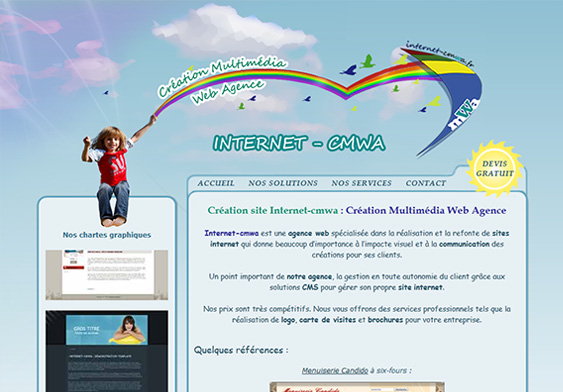 internet-cmwa.fr
Création Multimédia
Web Agence
INTERNET - CMWA
DEVIS
GRATUIT
ACCUEIL NOS SOLUTIONS NOS SERVICES CONTACT
Nos chartes graphiques
GROS TITRE
Création site Internet-cmwa : Création Multimédia Web Agence
Internet-cmwa est une agence web spécialisée dans la réalisation et la refonte de sites
internet qui donne beaucoup d'importance à l'impacte visuel et à la communication des
créations pour ses clients.
Un point important de notre agence, la gestion en toute autonomie du client grâce aux
solutions CMS pour gérer son propre site internet.
Nos prix sont très compétitifs. Nous vous offrons des services professionnels tels que la
réalisation de logo, carte de visites et brochures pour votre entreprise.
Quelques références :
Menuiserie Candido à six-fours :
Menuiserie Candido